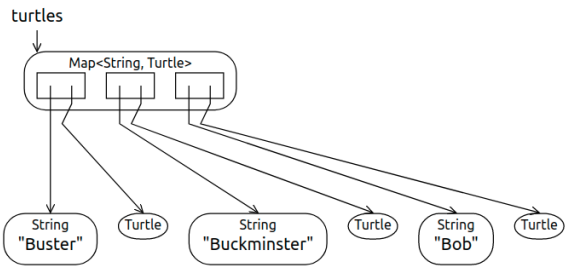 turtles
Map<String, Turtle>
String
"Buster"
Turtle
String
"Buckminster"
Turtle
String
"Bob"
Turtle